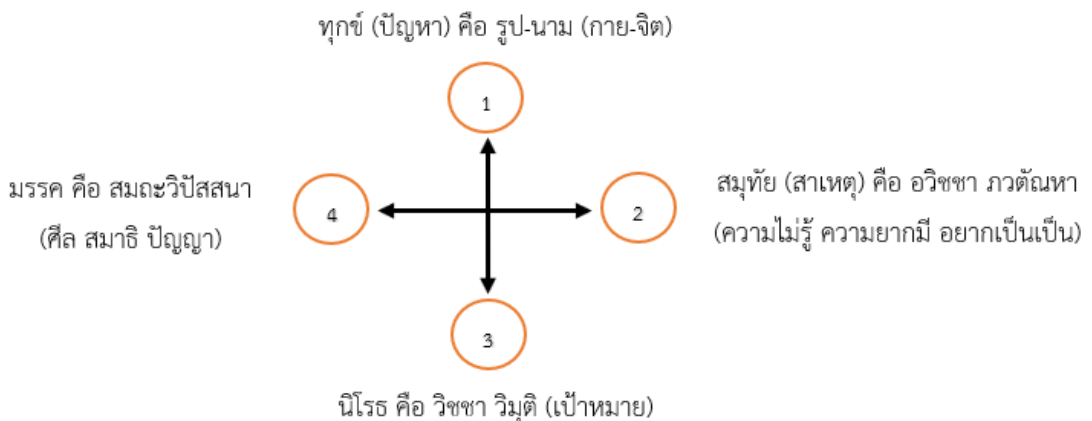 ทุกข์ (ปัญหา) คือ รูป-นาม (กาย-จิต)
1
มรรค คือ สมถะวิปัสสนา
(ศีล สมาธิ ปัญญา)
4
2
สมุทัย (สาเหตุ) คือ อวิชชา ภวตัณหา
(ความไม่รู้ ความยากมี อยากเป็นเป็น)
3
นิโรธ คือ วิชชา วิมุติ (เป้าหมาย)